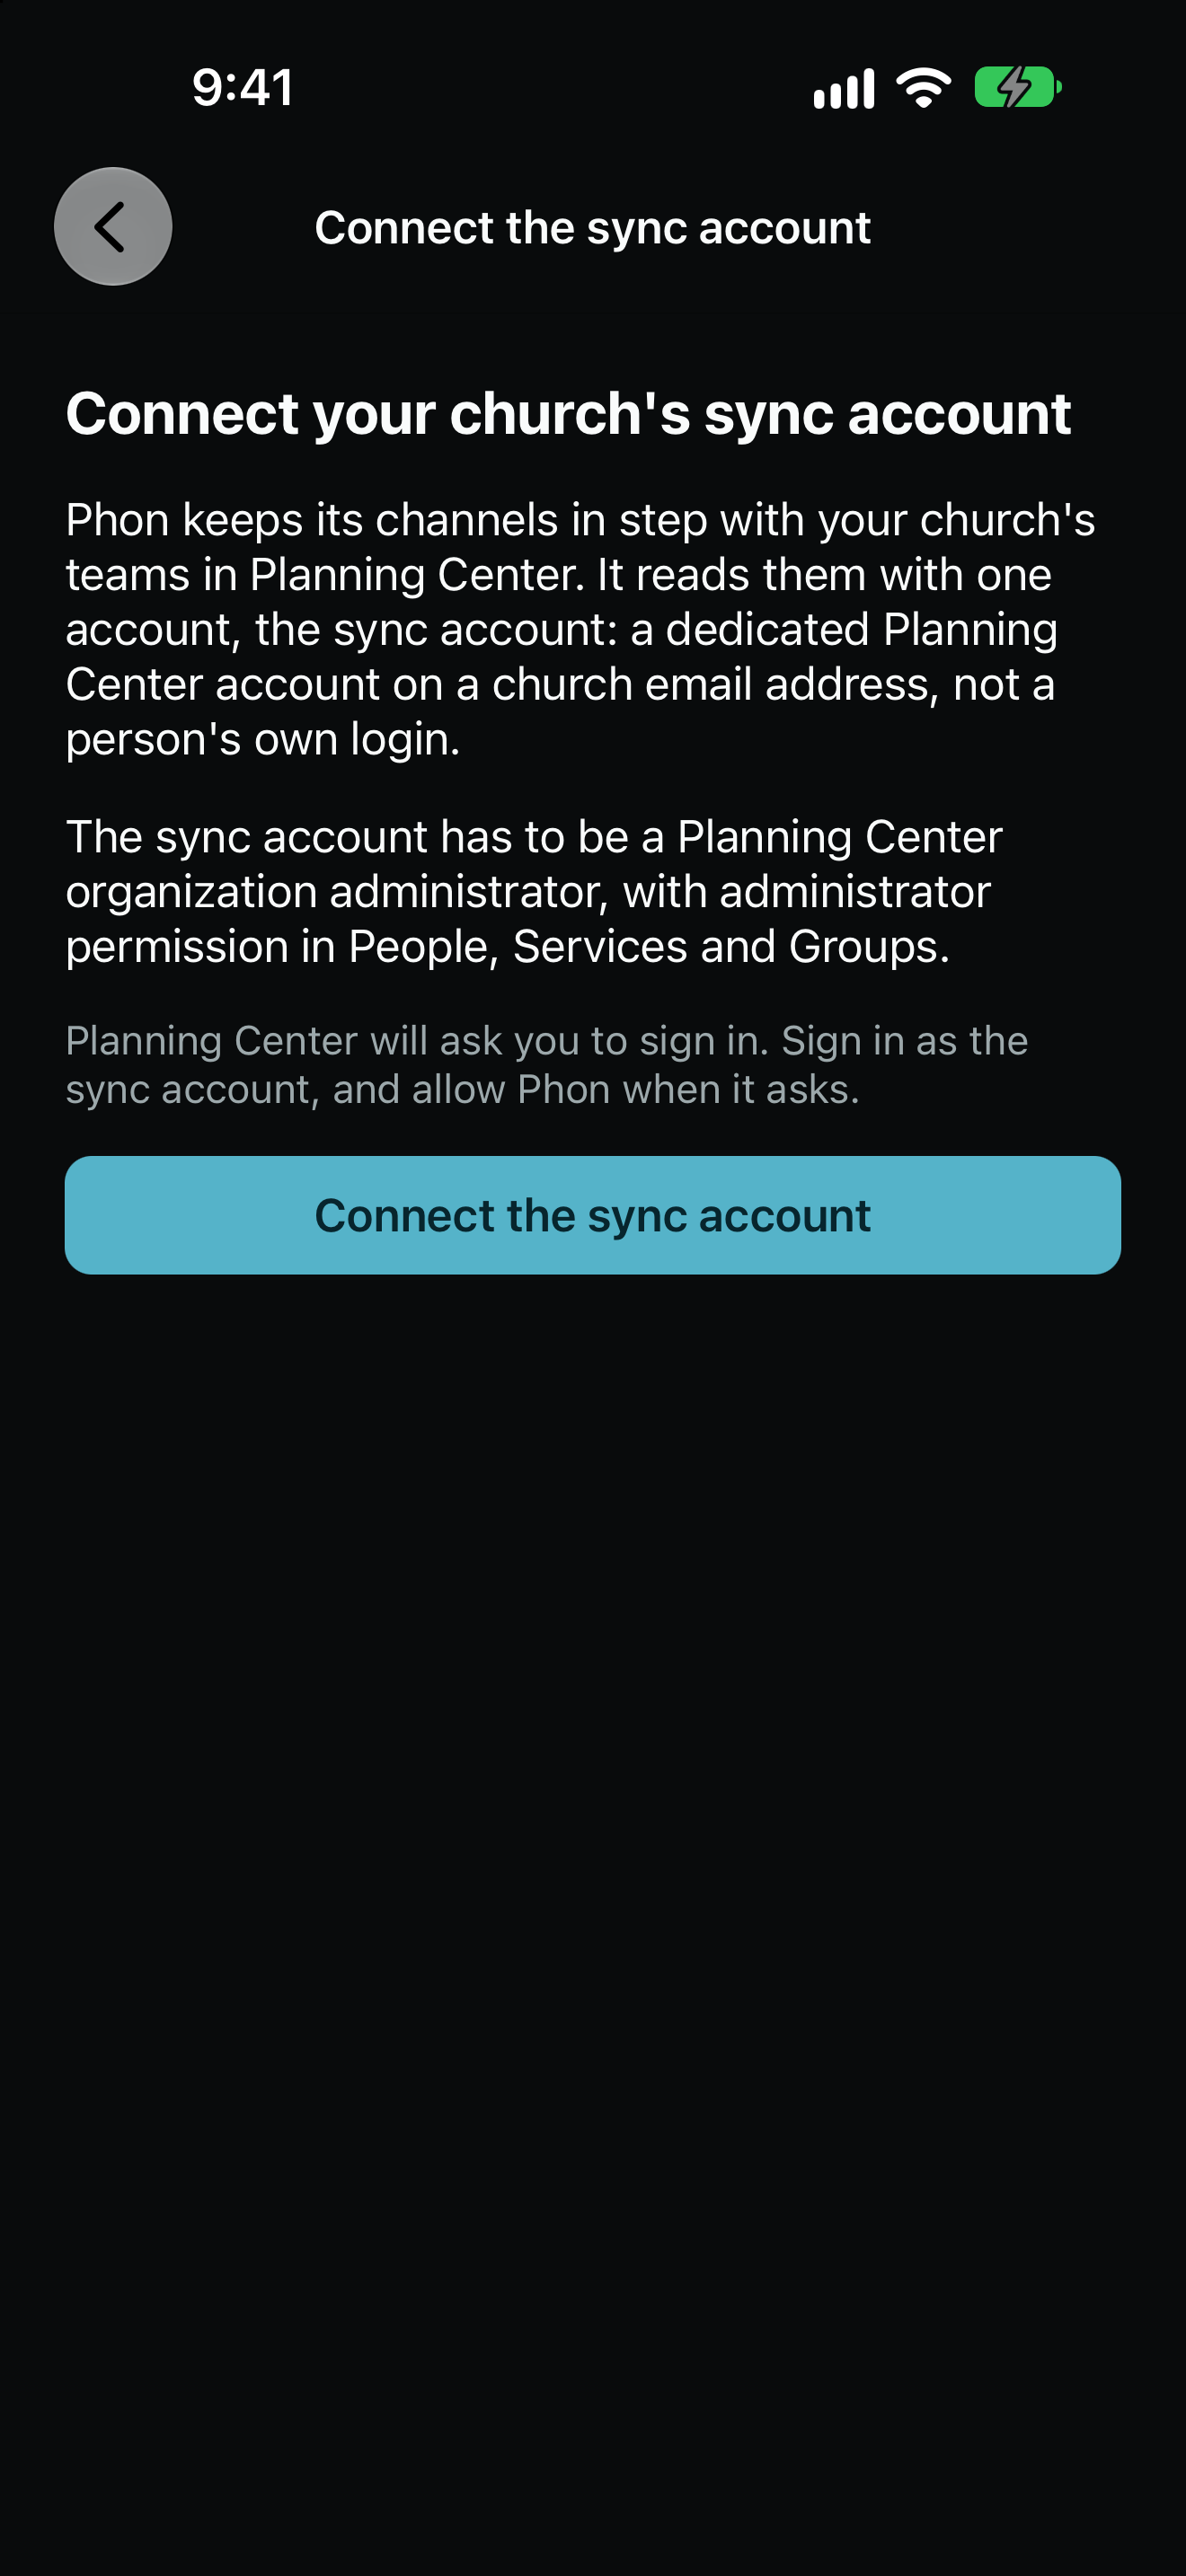 9:41
Connect the sync account
Connect your church's sync account
Phon keeps its channels in step with your church's
teams in Planning Center. It reads them with one
account, the sync account: a dedicated Planning
Center account on a church email address, not a
person's own login.
The sync account has to be a Planning Center
organization administrator, with administrator
permission in People, Services and Groups.
Planning Center will ask you to sign in. Sign in as the
sync account, and allow Phon when it asks.
Connect the sync account